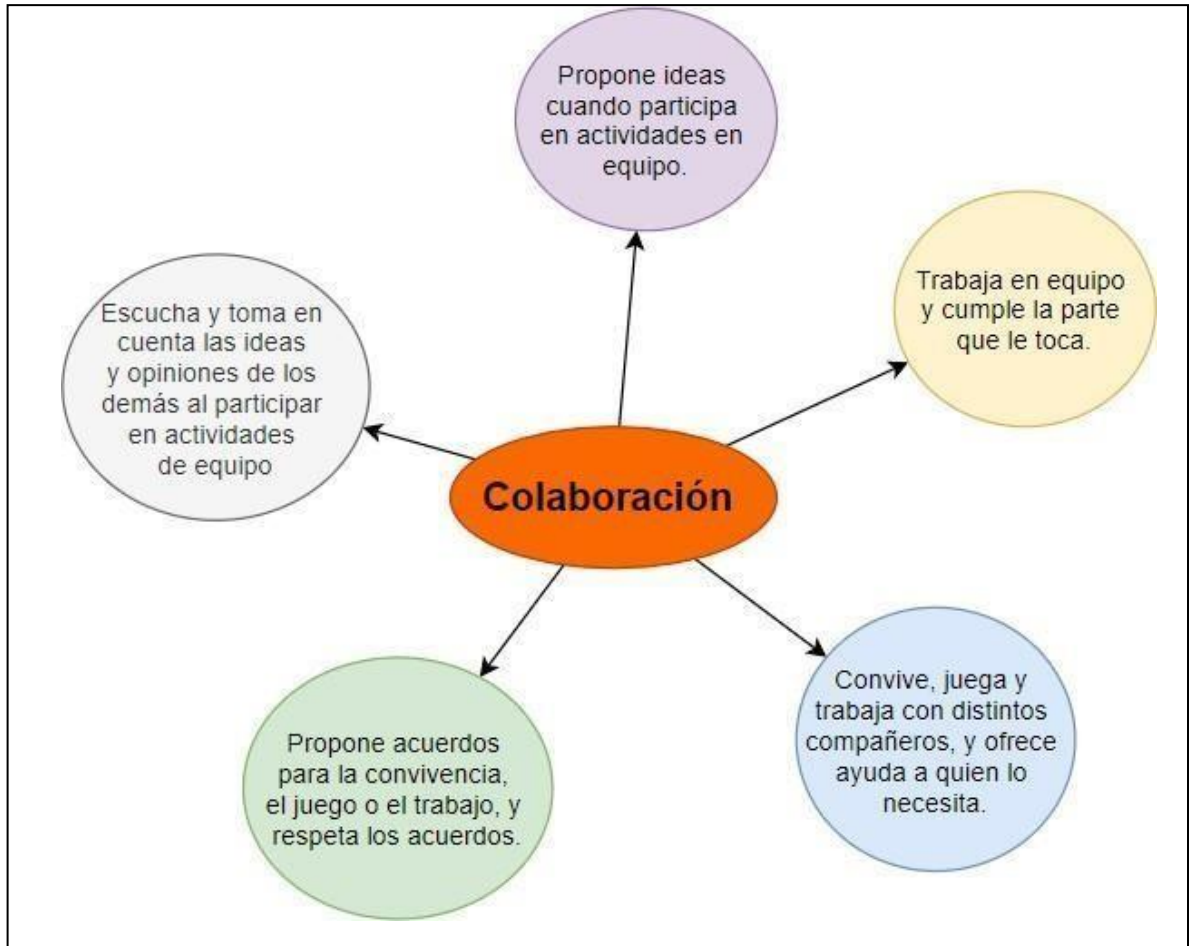 Propone ideas
cuando participa
en actividades en
equipo.
Trabaja en equipo
y cumple la parte
que le toca.
Escucha y toma en
cuenta las ideas
y opiniones de los
demás al participar
en actividades
de equipo
Colaboración
Convive, juega y
trabaja con distintos
compañeros, y ofrece
ayuda a quien lo
necesita.
Propone acuerdos
para la convivencia,
el juego o el trabajo, y
respeta los acuerdos.